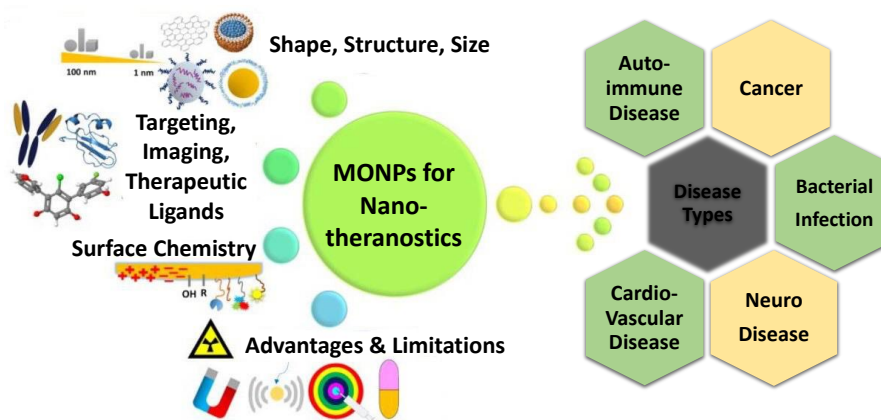 Shape, Structure, Size
100 nm
1 nm
Targeting,
Imaging,
Therapeutic
Ligands
Surface Chemistry
OH R
Advantages & Limitations
MONPs for
Nano-
theranostics
Auto-
immune
Disease
Cancer
Disease
Types
Bacterial
Infection
Cardio-
Vascular
Disease
Neuro
Disease